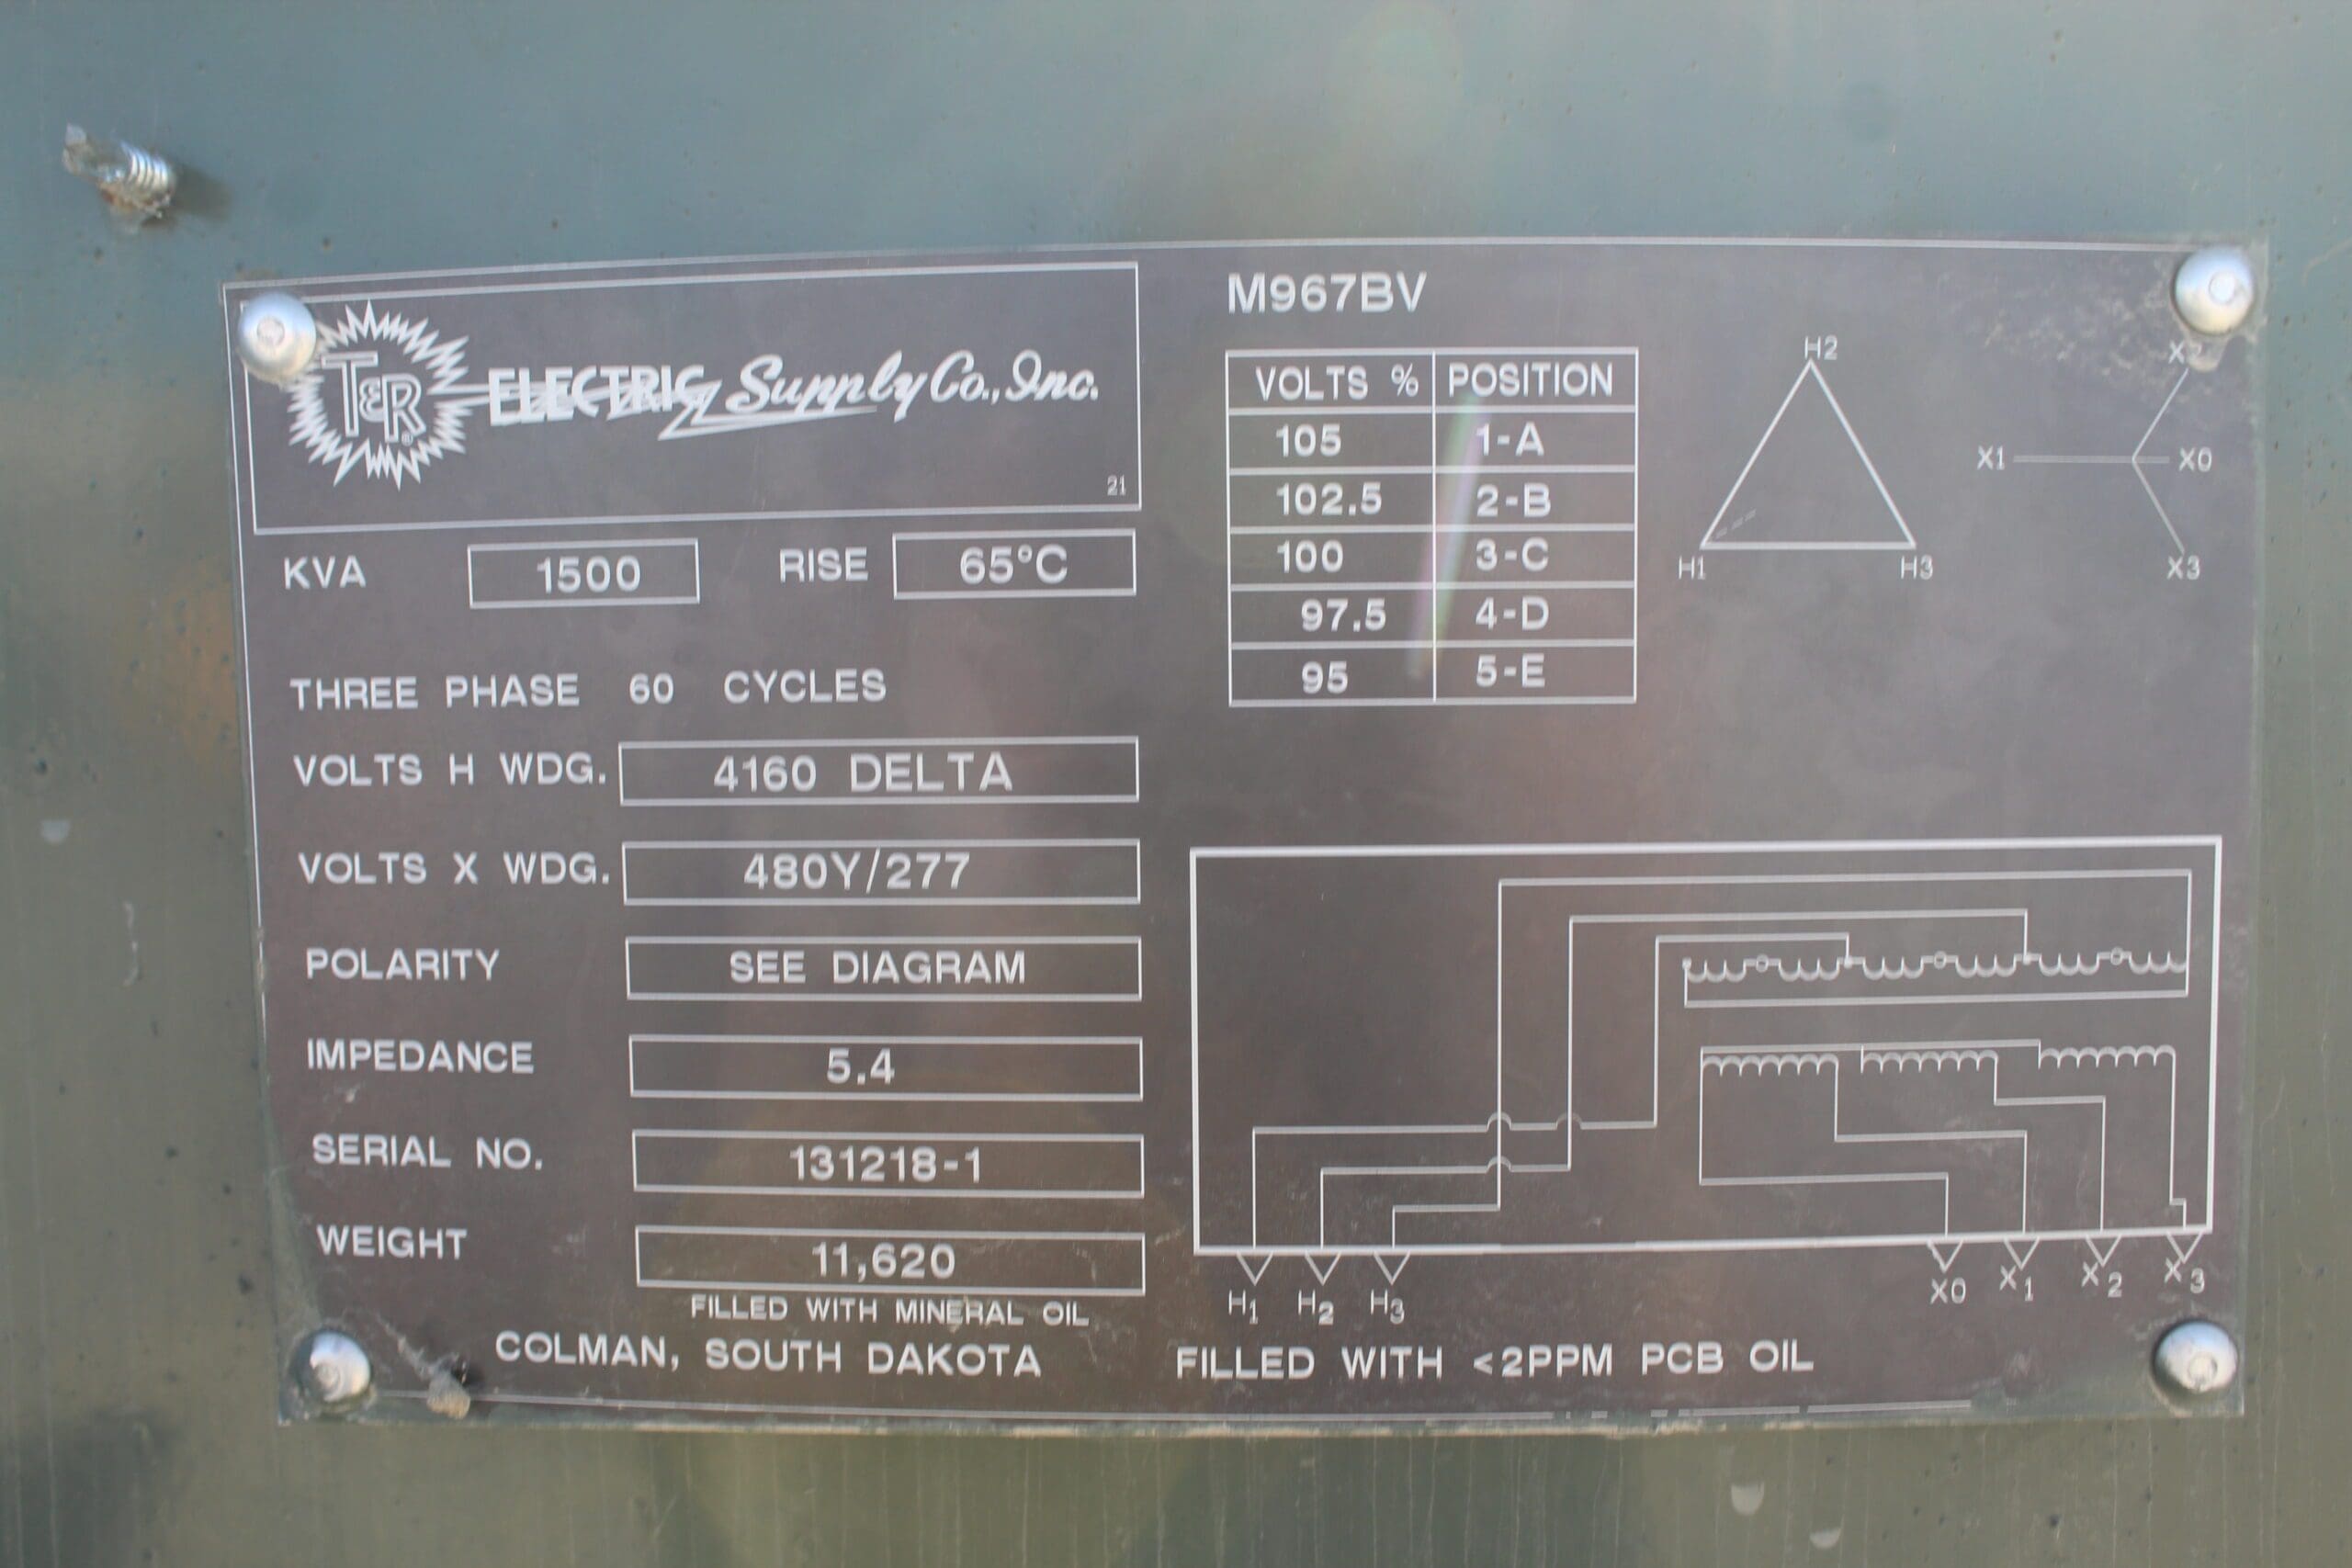 T&R® ELECTRIC Supply Co., Inc.
21
KVA 1500 RISE 65°C
THREE PHASE 60 CYCLES
VOLTS H WDG. 4160 DELTA
VOLTS X WDG. 480Y/277
POLARITY SEE DIAGRAM
IMPEDANCE 5.4
SERIAL NO. 131218-1
WEIGHT 11,620
FILLED WITH MINERAL OIL
COLMAN, SOUTH DAKOTA
M967BV
VOLTS % POSITION
105 1-A
102.5 2-B
100 3-C
97.5 4-D
95 5-E
H2
H1 H3
X2
X1 X0
X3
H1 H2 H3 X0 X1 X2 X3
FILLED WITH <2PPM PCB OIL